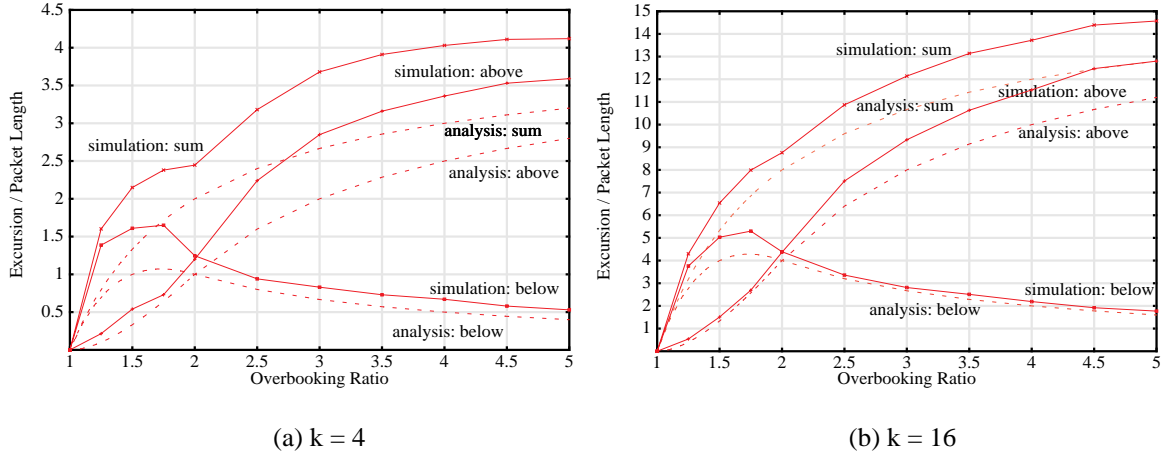 4.5
4
3.5
3
2.5
2
1.5
1
0.5
Excursion / Packet Length
simulation: above
simulation: sum
analysis: sum
analysis: above
simulation: below
analysis: below
1 1.5 2 2.5 3 3.5 4 4.5 5
Overbooking Ratio
(a) k = 4
15
14
13
12
11
10
9
8
7
6
5
4
3
2
1
Excursion / Packet Length
simulation: sum
analysis: sum
simulation: above
analysis: above
simulation: below
analysis: below
1 1.5 2 2.5 3 3.5 4 4.5 5
Overbooking Ratio
(b) k = 16